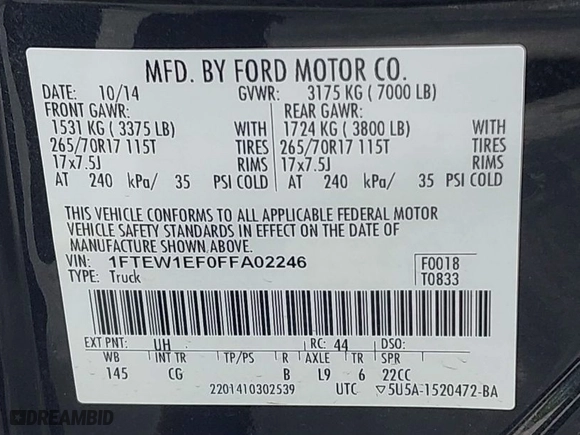 MFD. BY FORD MOTOR CO.
DATE: 10/14 GVWR: 3175 KG ( 7000 LB)
FRONT GAWR: REAR GAWR:
1531 KG ( 3375 LB) WITH 1724 KG ( 3800 LB) WITH
265/70R17 115T TIRES 265/70R17 115T TIRES
17x7.5J RIMS 17x7.5J RIMS
AT 240 kPa/ 35 PSI COLD AT 240 kPa/ 35 PSI COLD
THIS VEHICLE CONFORMS TO ALL APPLICABLE FEDERAL MOTOR
VEHICLE SAFETY STANDARDS IN EFFECT ON THE DATE OF
MANUFACTURE SHOWN ABOVE.
VIN: 1FTEW1EF0FFA02246 F0018
TYPE: Truck T0833
EXT PNT: UH RC: 44 DSO:
WB INT TR TP/PS R AXLE TR SPR
145 CG B L9 6 22CC
2201410302539 UTC ▽5U5A-1520472-BA
DREAMBID